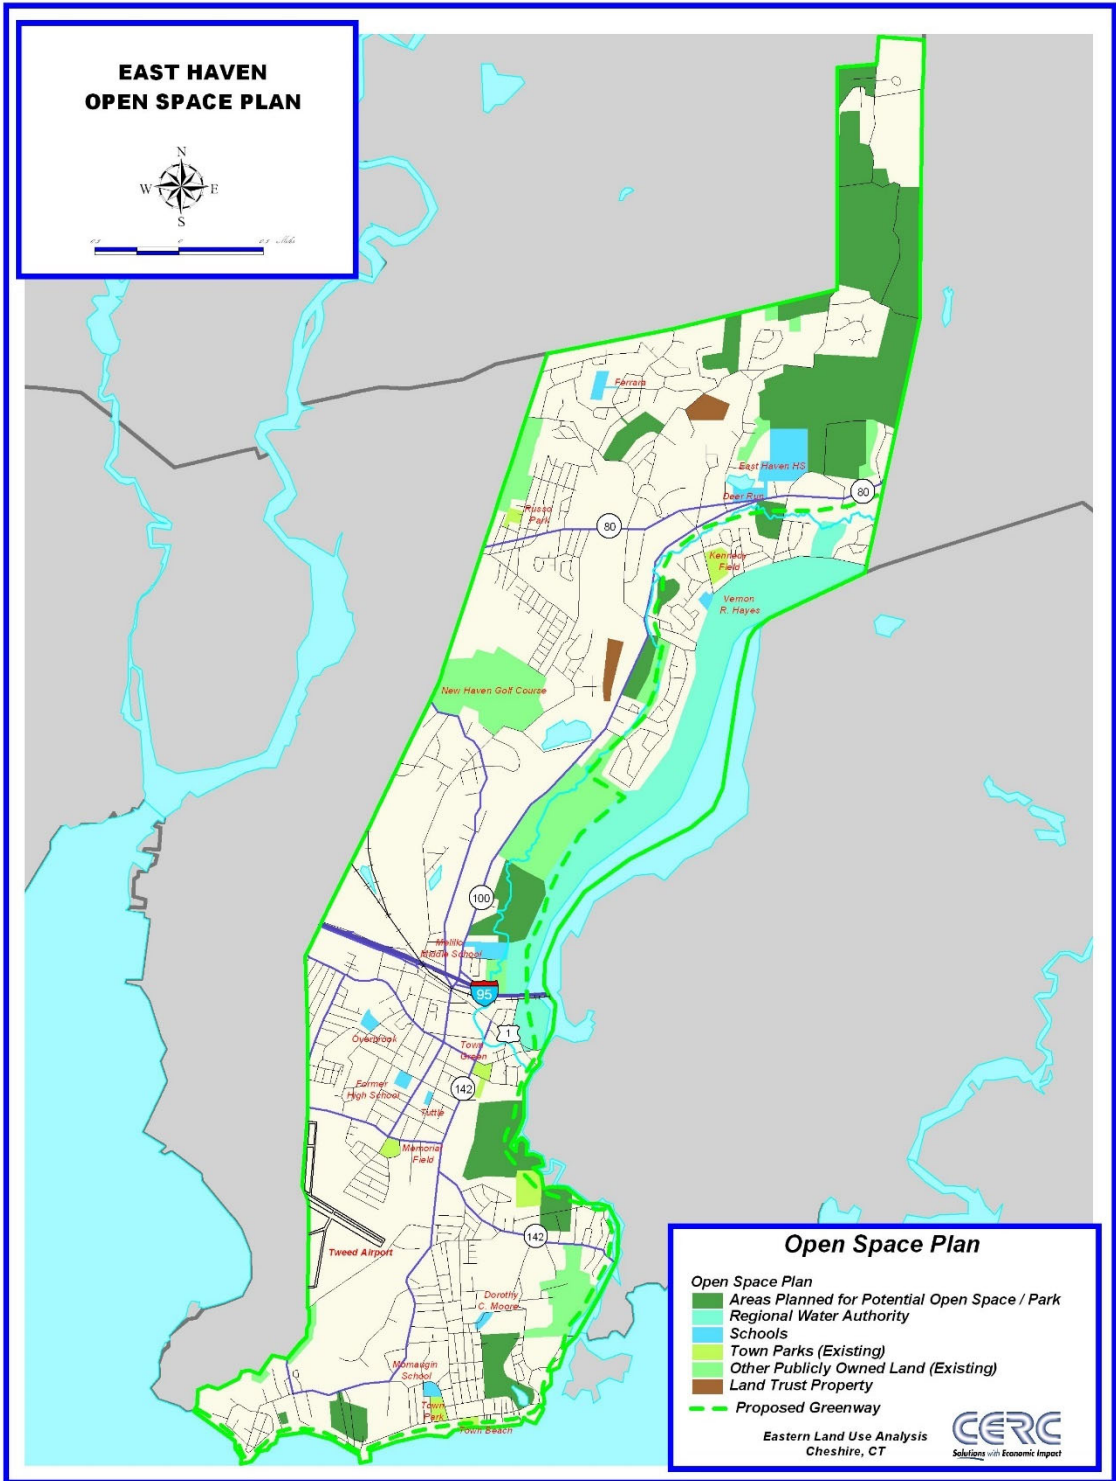 EAST HAVEN
OPEN SPACE PLAN
N
W E
S
0 Miles
Ferrara
East Haven HS
Deer Run
80
Russo
Park
80
Kennedy
Field
Vernon
R. Hayes
New Haven Golf Course
100
Melillo
Middle School
95
1
Overbrook
Town
Green
Former
High School
142
Tuttle
Memorial
Field
142
Tweed Airport
Dorothy
C. Moore
Momaugin
School
Town
Park
Town Beach
Open Space Plan
Open Space Plan
Areas Planned for Potential Open Space / Park
Regional Water Authority
Schools
Town Parks (Existing)
Other Publicly Owned Land (Existing)
Land Trust Property
Proposed Greenway
Eastern Land Use Analysis
Cheshire, CT
CERC
Solutions with Economic Impact